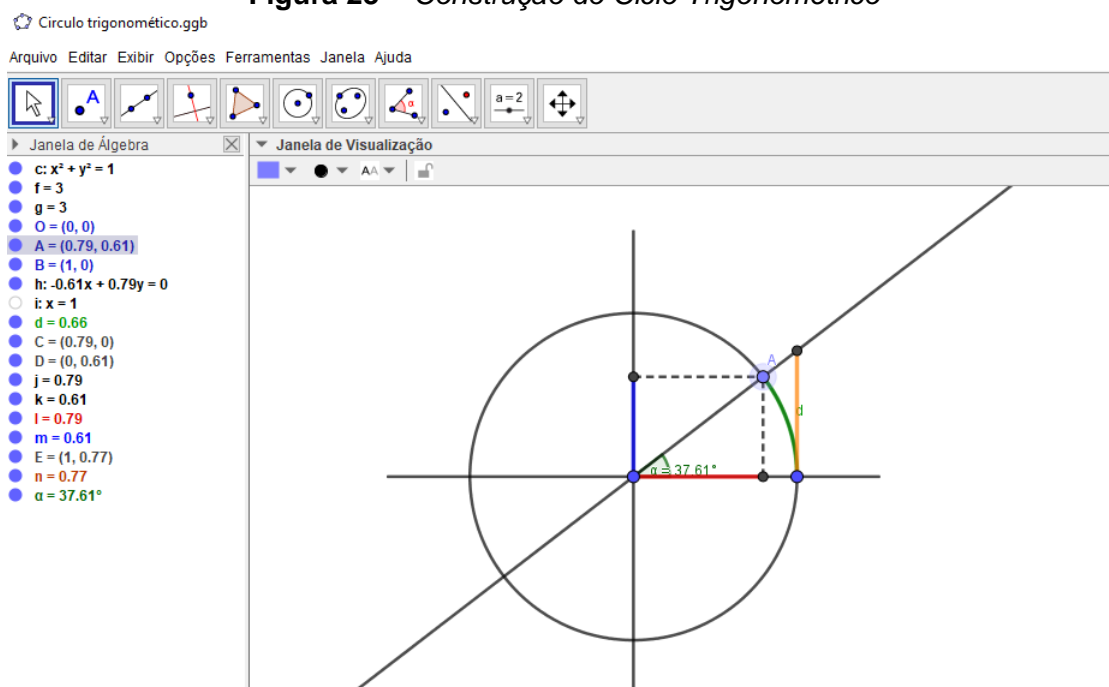 Figura 23 – Construção do Ciclo Trigonométrico
Circulo trigonomético.ggb
Arquivo Editar Exibir Opções Ferramentas Janela Ajuda
A
α
a=2
Janela de Álgebra
Janela de Visualização
AA
c: x² + y² = 1
f = 3
g = 3
O = (0, 0)
A = (0.79, 0.61)
B = (1, 0)
h: -0.61x + 0.79y = 0
i: x = 1
d = 0.66
C = (0.79, 0)
D = (0, 0.61)
j = 0.79
k = 0.61
l = 0.79
m = 0.61
E = (1, 0.77)
n = 0.77
α = 37.61°
A
d
α = 37.61°